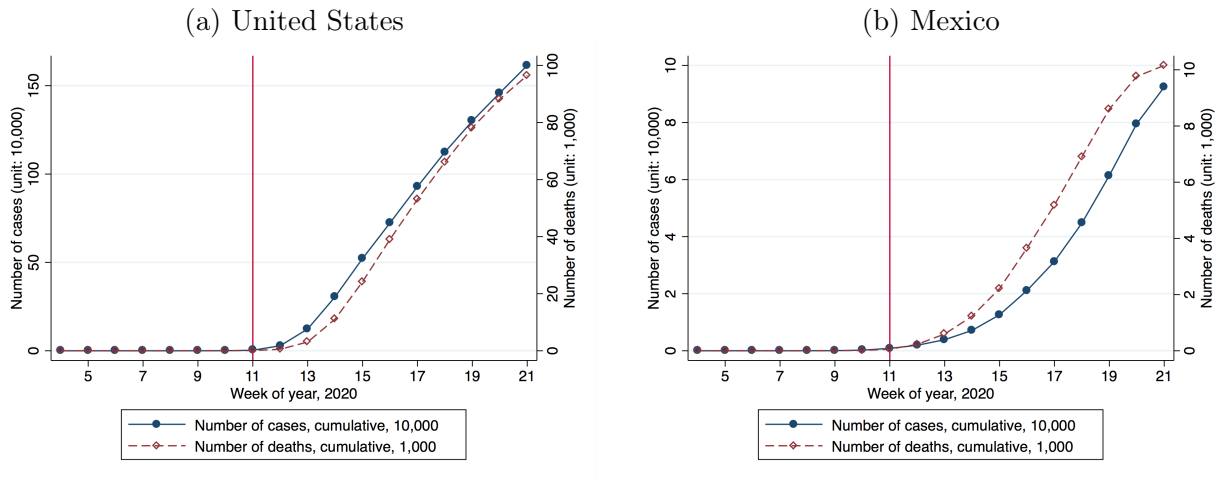 (a) United States
Number of cases (unit: 10,000)
150
100
50
0
100
80
60
40
20
0
Number of deaths (unit: 1,000)
5 7 9 11 13 15 17 19 21
Week of year, 2020
Number of cases, cumulative, 10,000
Number of deaths, cumulative, 1,000
(b) Mexico
Number of cases (unit: 10,000)
10
8
6
4
2
0
10
8
6
4
2
0
Number of deaths (unit: 1,000)
5 7 9 11 13 15 17 19 21
Week of year, 2020
Number of cases, cumulative, 10,000
Number of deaths, cumulative, 1,000